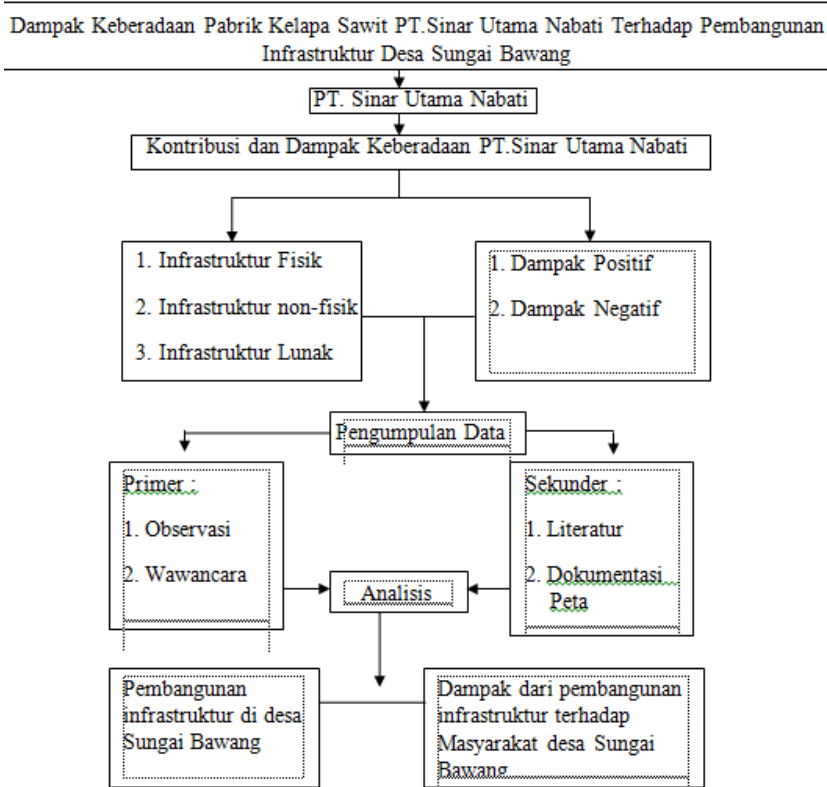 Dampak Keberadaan Pabrik Kelapa Sawit PT.Sinar Utama Nabati Terhadap Pembangunan
Infrastruktur Desa Sungai Bawang
PT. Sinar Utama Nabati
Kontribusi dan Dampak Keberadaan PT.Sinar Utama Nabati
1. Infrastruktur Fisik
2. Infrastruktur non-fisik
3. Infrastruktur Lunak
1. Dampak Positif
2. Dampak Negatif
Pengumpulan Data
Primer :
1. Observasi
2. Wawancara
Sekunder :
1. Literatur
2. Dokumentasi
Peta
Analisis
Pembangunan
infrastruktur di desa
Sungai Bawang
Dampak dari pembangunan
infrastruktur terhadap
Masyarakat desa Sungai
Bawang